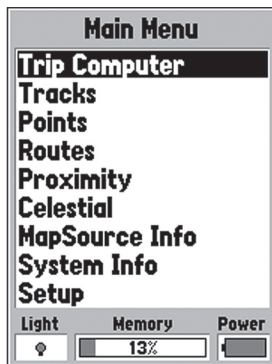 Main Menu
Trip Computer
Tracks
Points
Routes
Proximity
Celestial
MapSource Info
System Info
Setup
Light Memory Power
13%